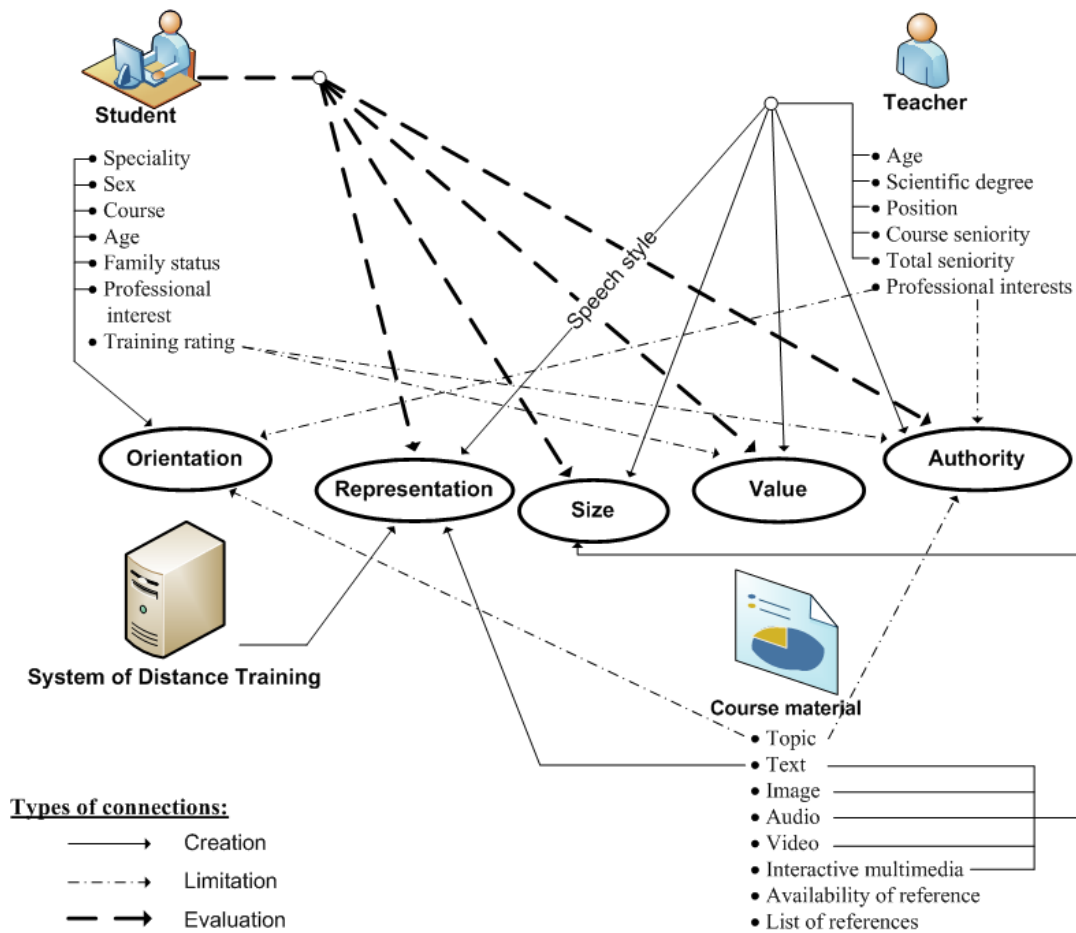 Student
• Speciality
• Sex
• Course
• Age
• Family status
• Professional
interest
• Training rating
Teacher
• Age
• Scientific degree
• Position
• Course seniority
• Total seniority
• Professional interests
Speech style
Orientation
Representation
Size
Value
Authority
System of Distance Training
Course material
• Topic
• Text
• Image
• Audio
• Video
• Interactive multimedia
• Availability of reference
• List of references
Types of connections:
Creation
Limitation
Evaluation